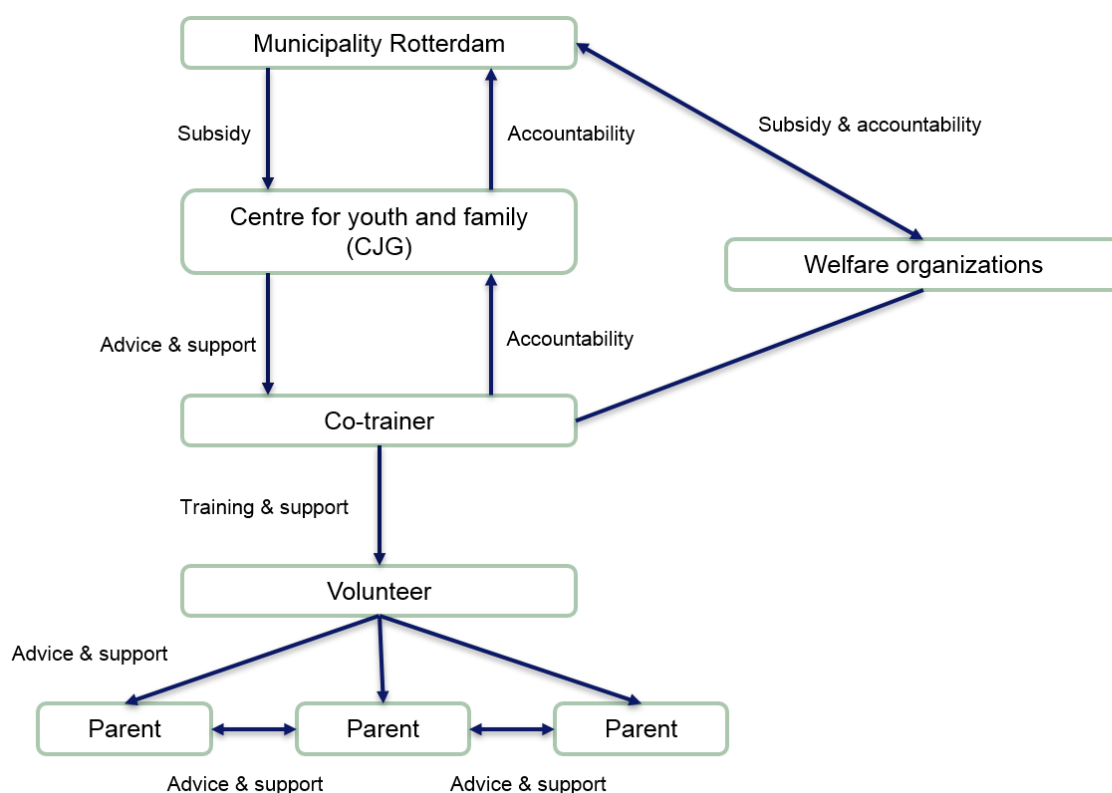 Municipality Rotterdam
Subsidy
Accountability
Subsidy & accountability
Centre for youth and family
(CJG)
Welfare organizations
Advice & support
Accountability
Co-trainer
Training & support
Volunteer
Advice & support
Parent
Parent
Parent
Advice & support
Advice & support